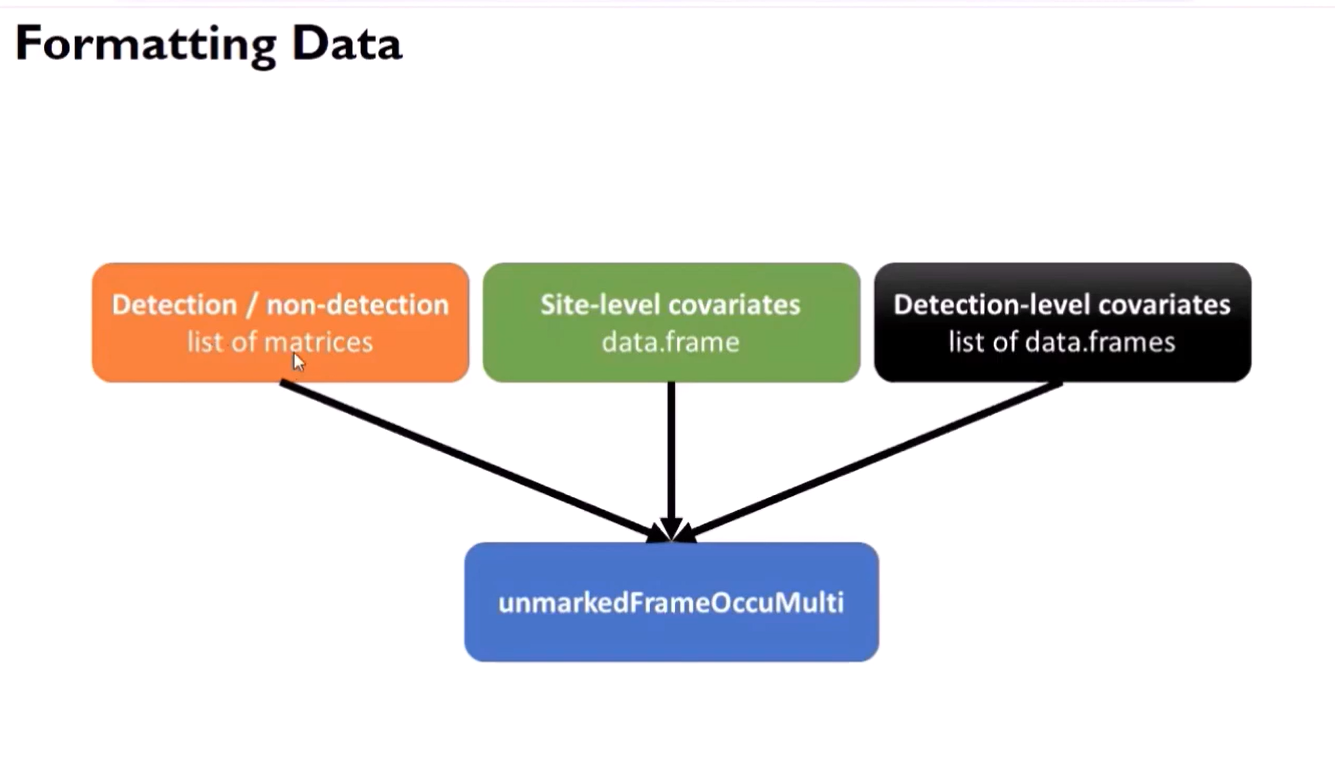 Formatting Data
Detection / non-detection
list of matrices
Site-level covariates
data.frame
Detection-level covariates
list of data.frames
unmarkedFrameOccuMulti